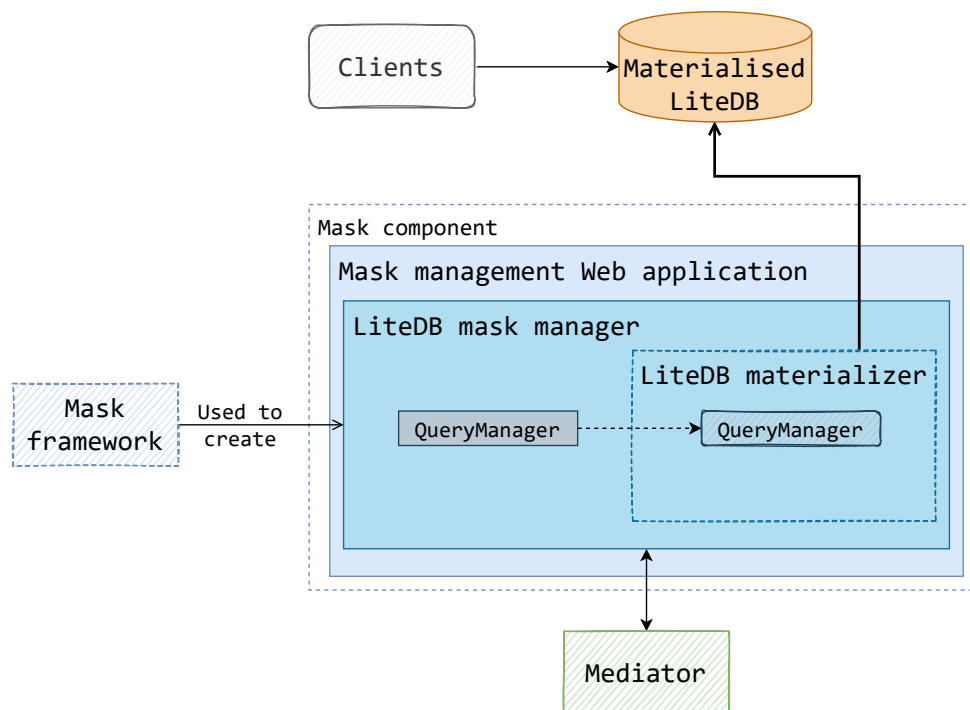 Clients
Materialised
LiteDB
Mask component
Mask management Web application
LiteDB mask manager
LiteDB materializer
Mask
framework
Used to
create
QueryManager
QueryManager
Mediator